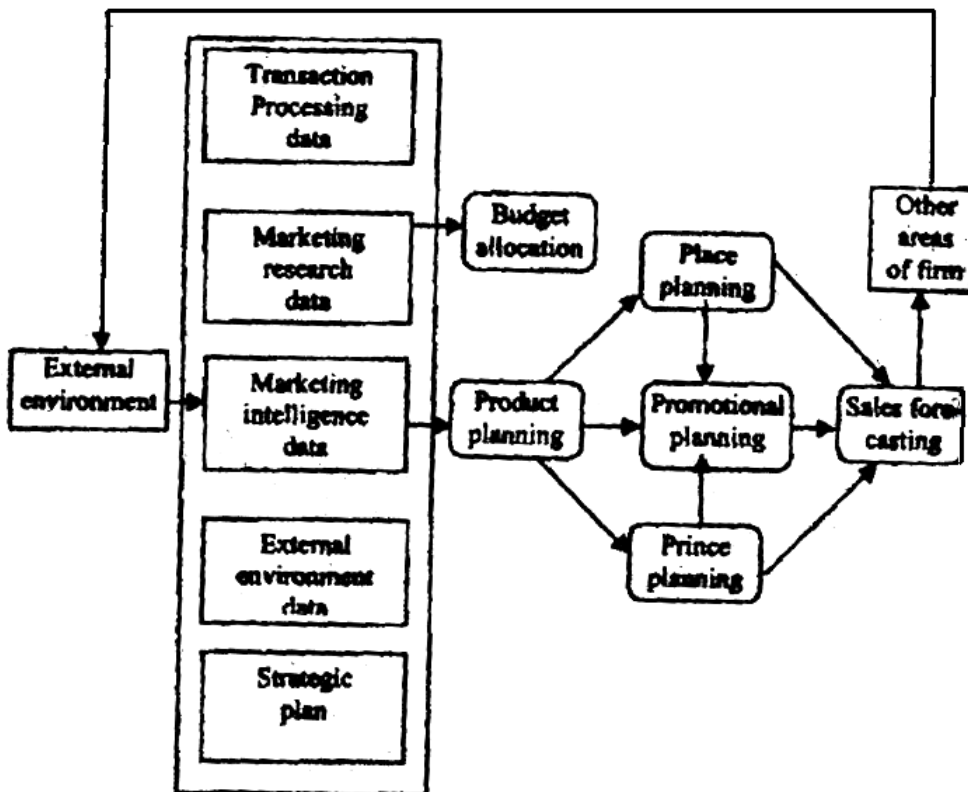 Transaction
Processing
data
Marketing
research
data
Marketing
intelligence
data
External
environment
data
Strategic
plan
External
environment
Budget
allocation
Product
planning
Place
planning
Promotional
planning
Prince
planning
Sales fore-
casting
Other
areas
of firm